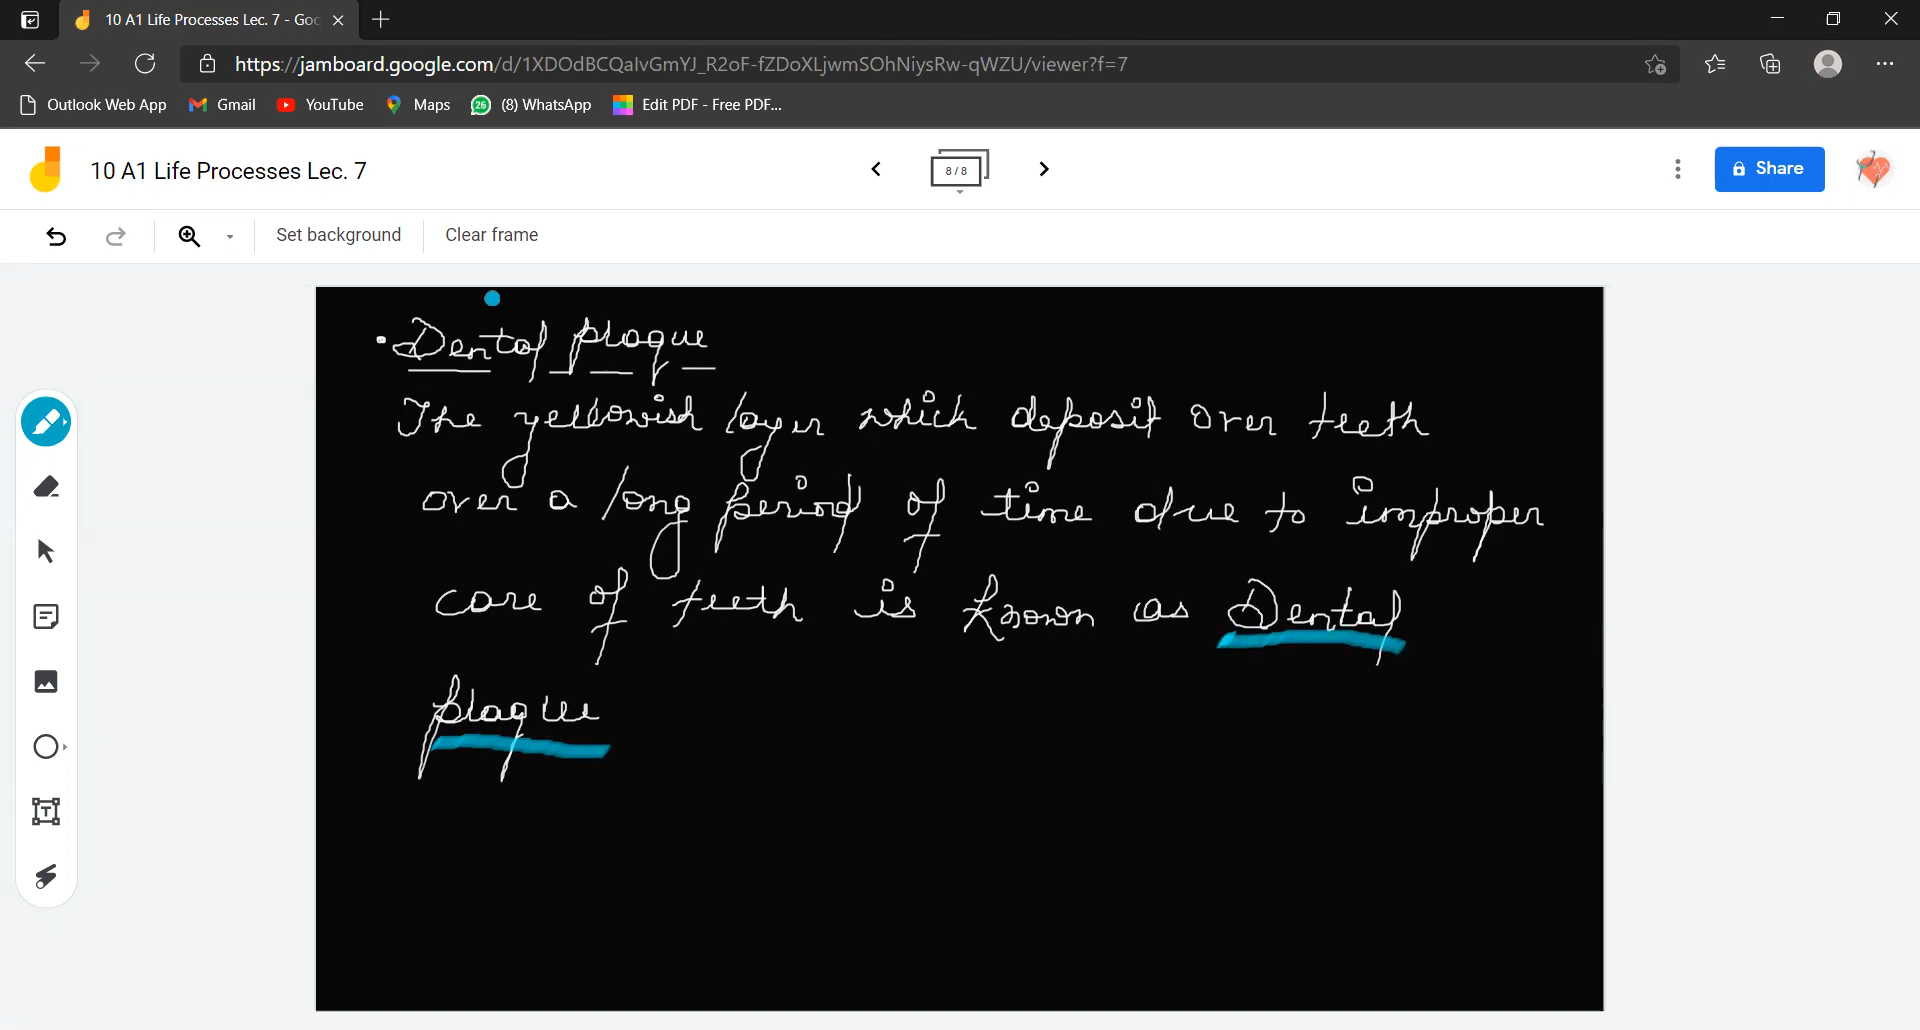 10 A1 Life Processes Lec. 7 - Goo
https://jamboard.google.com/d/1XDOdBCQaIvGmYJ_R2oF-fZDoXLjwmSOhNiysRw-qWZU/viewer?f=7
Outlook Web App Gmail YouTube Maps 26 (8) WhatsApp Edit PDF - Free PDF...
10 A1 Life Processes Lec. 7 8 / 8 Share
Set background Clear frame
• Dental plaque
The yellowish layer which deposit over teeth
over a long period of time due to improper
care of teeth is known as Dental
plaque